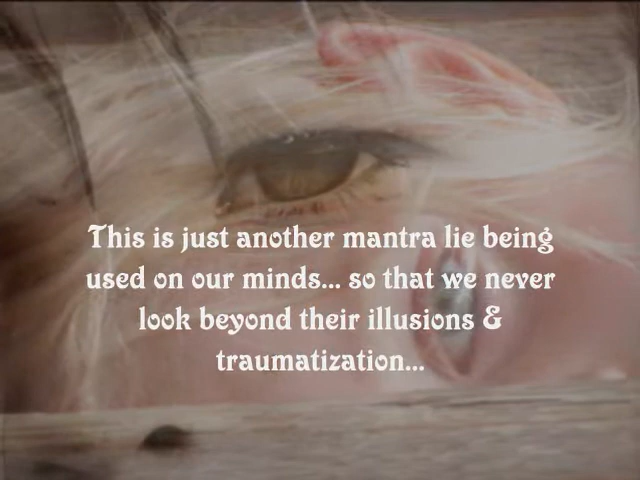 This is just another mantra lie being
used on our minds... so that we never
look beyond their illusions &
traumatization...